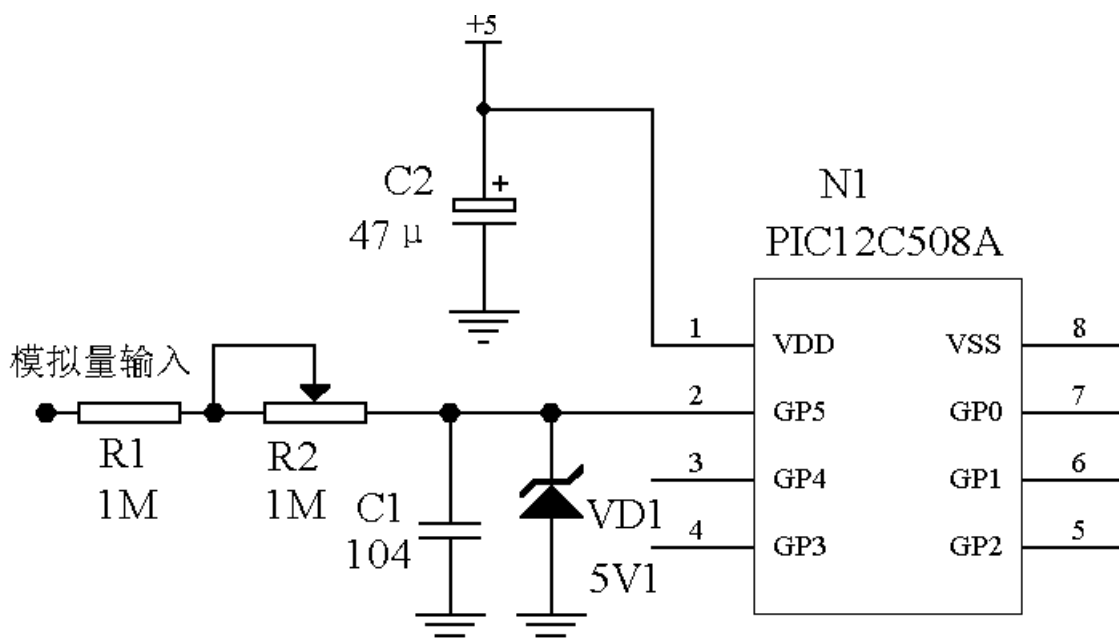 +5
C2
+
47 μ
N1
PIC12C508A
模拟量输入
R1
1M
R2
1M
C1
104
VD1
5V1
1
VDD
VSS
8
2
GP5
GP0
7
3
GP4
GP1
6
4
GP3
GP2
5